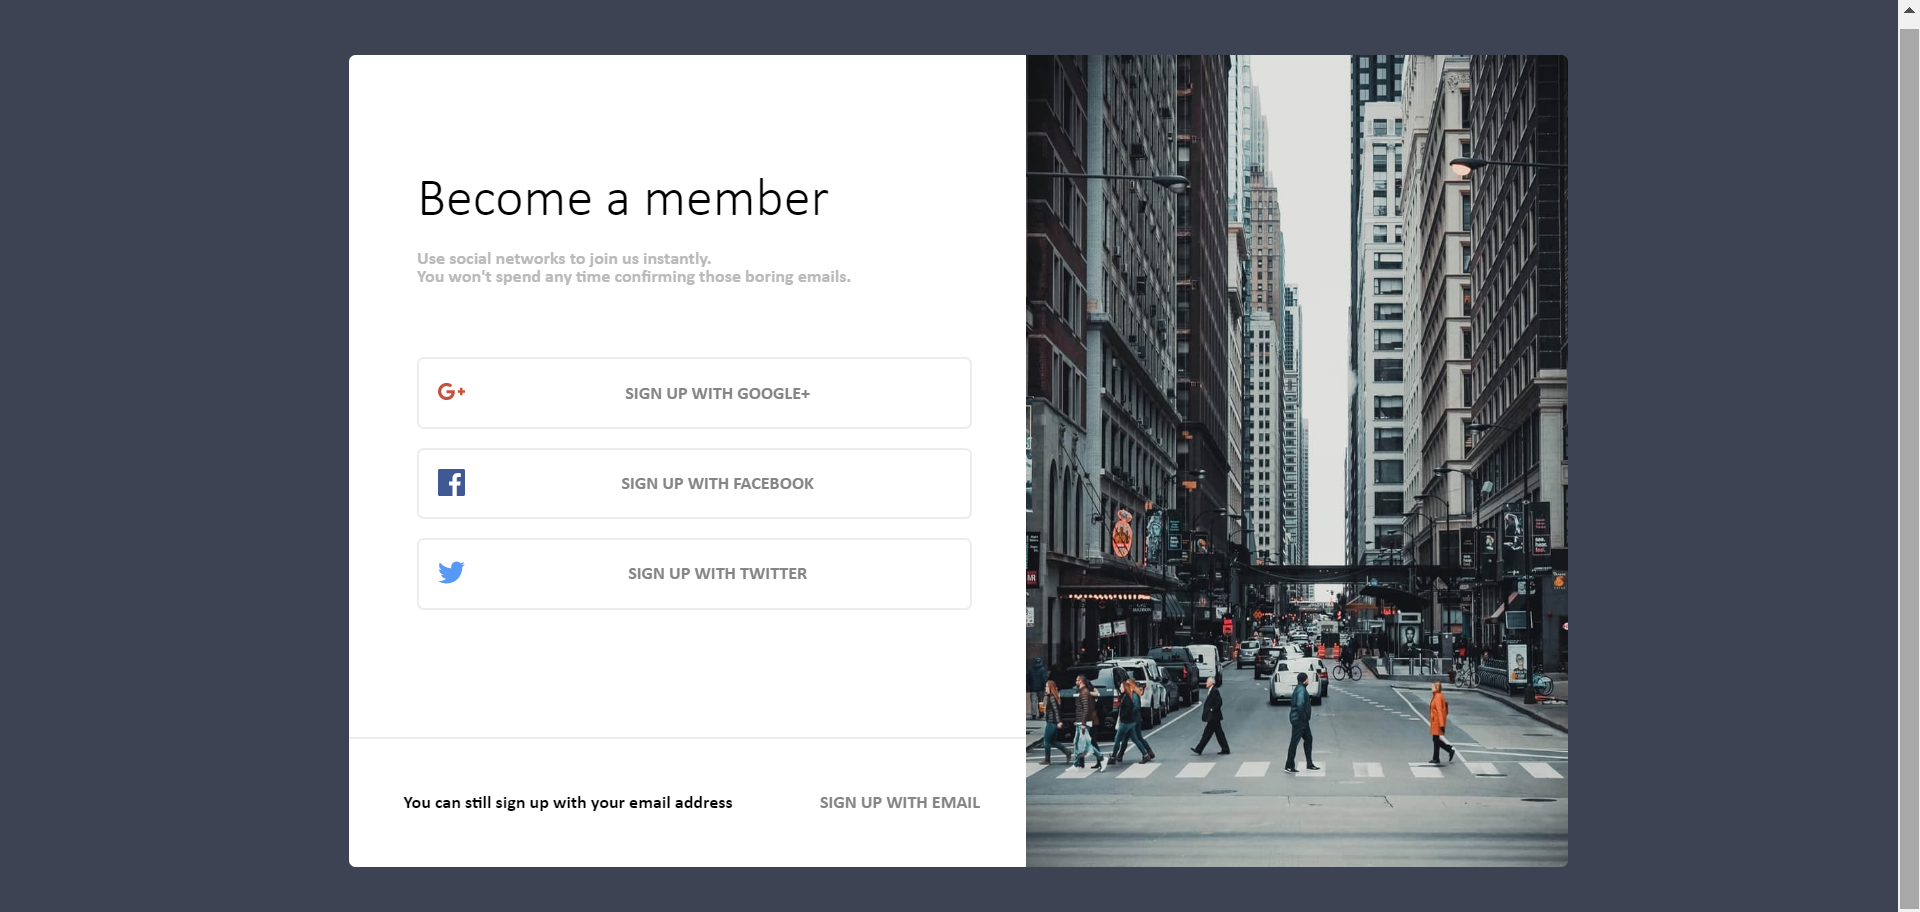 Become a member
Use social networks to join us instantly.
You won't spend any time confirming those boring emails.
G+
SIGN UP WITH GOOGLE+
SIGN UP WITH FACEBOOK
SIGN UP WITH TWITTER
You can still sign up with your email address
SIGN UP WITH EMAIL